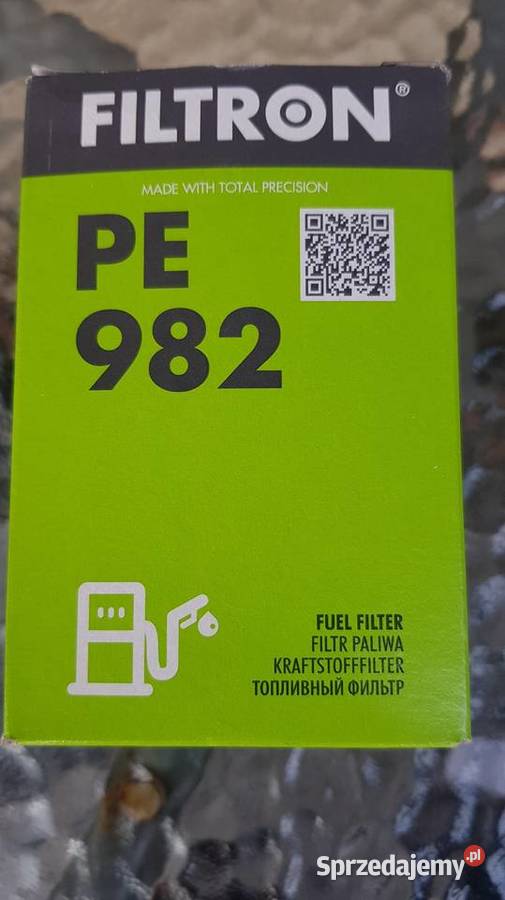 FILTRON®
MADE WITH TOTAL PRECISION
PE
982
FUEL FILTER
FILTR PALIWA
KRAFTSTOFFFILTER
ТОПЛИВНЫЙ ФИЛЬТР
Sprzedajemy.pl